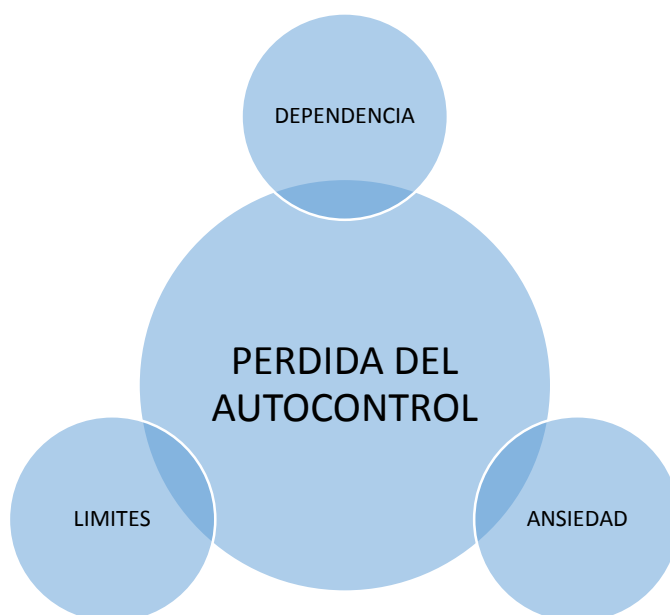 DEPENDENCIA
PERDIDA DEL
AUTOCONTROL
LIMITES
ANSIEDAD